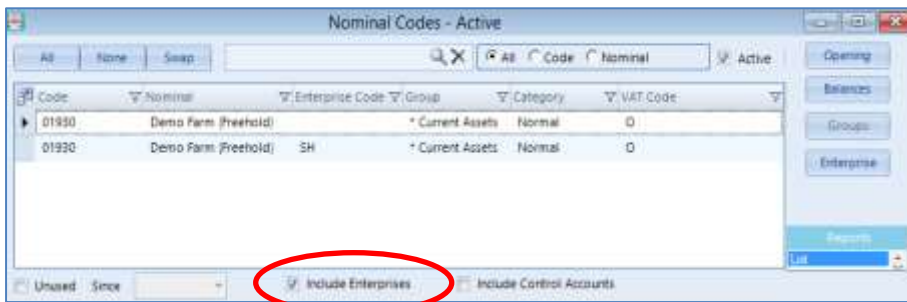 Nominal Codes - Active
All None Swap All Code Nominal Active Opening
Balances
Code Nominal Enterprise Code Group Category VAT Code
01930 Demo Farm (Freehold) * Current Assets Normal O
Groups
01930 Demo Farm (Freehold) SH * Current Assets Normal O
Enterprise
Reports
List
Unused Since Include Enterprises Include Control Accounts